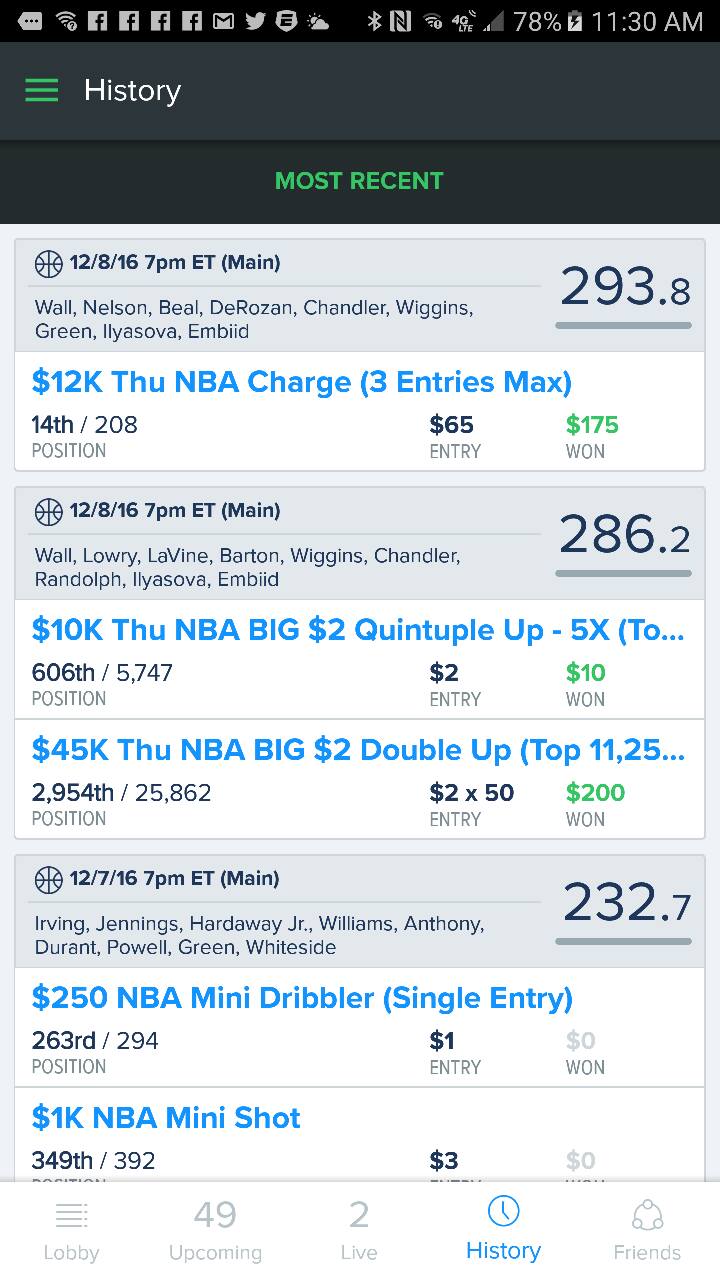 78% 11:30 AM
History
MOST RECENT
12/8/16 7pm ET (Main)
293.8
Wall, Nelson, Beal, DeRozan, Chandler, Wiggins,
Green, Ilyasova, Embiid
$12K Thu NBA Charge (3 Entries Max)
14th / 208 $65 $175
POSITION ENTRY WON
12/8/16 7pm ET (Main)
286.2
Wall, Lowry, LaVine, Barton, Wiggins, Chandler,
Randolph, Ilyasova, Embiid
$10K Thu NBA BIG $2 Quintuple Up - 5X (To...
606th / 5,747 $2 $10
POSITION ENTRY WON
$45K Thu NBA BIG $2 Double Up (Top 11,25...
2,954th / 25,862 $2 x 50 $200
POSITION ENTRY WON
12/7/16 7pm ET (Main)
232.7
Irving, Jennings, Hardaway Jr., Williams, Anthony,
Durant, Powell, Green, Whiteside
$250 NBA Mini Dribbler (Single Entry)
263rd / 294 $1 $0
POSITION ENTRY WON
$1K NBA Mini Shot
349th / 392 $3 $0
49 2
Lobby Upcoming Live History Friends